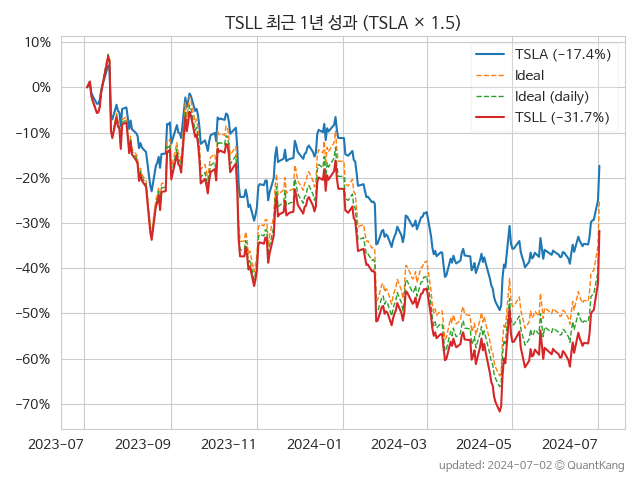 TSLL 최근 1년 성과 (TSLA × 1.5)
10%
0%
−10%
−20%
−30%
−40%
−50%
−60%
−70%
TSLA (−17.4%)
Ideal
Ideal (daily)
TSLL (−31.7%)
2023-07
2023-09
2023-11
2024-01
2024-03
2024-05
2024-07
updated: 2024-07-02 © QuantKang